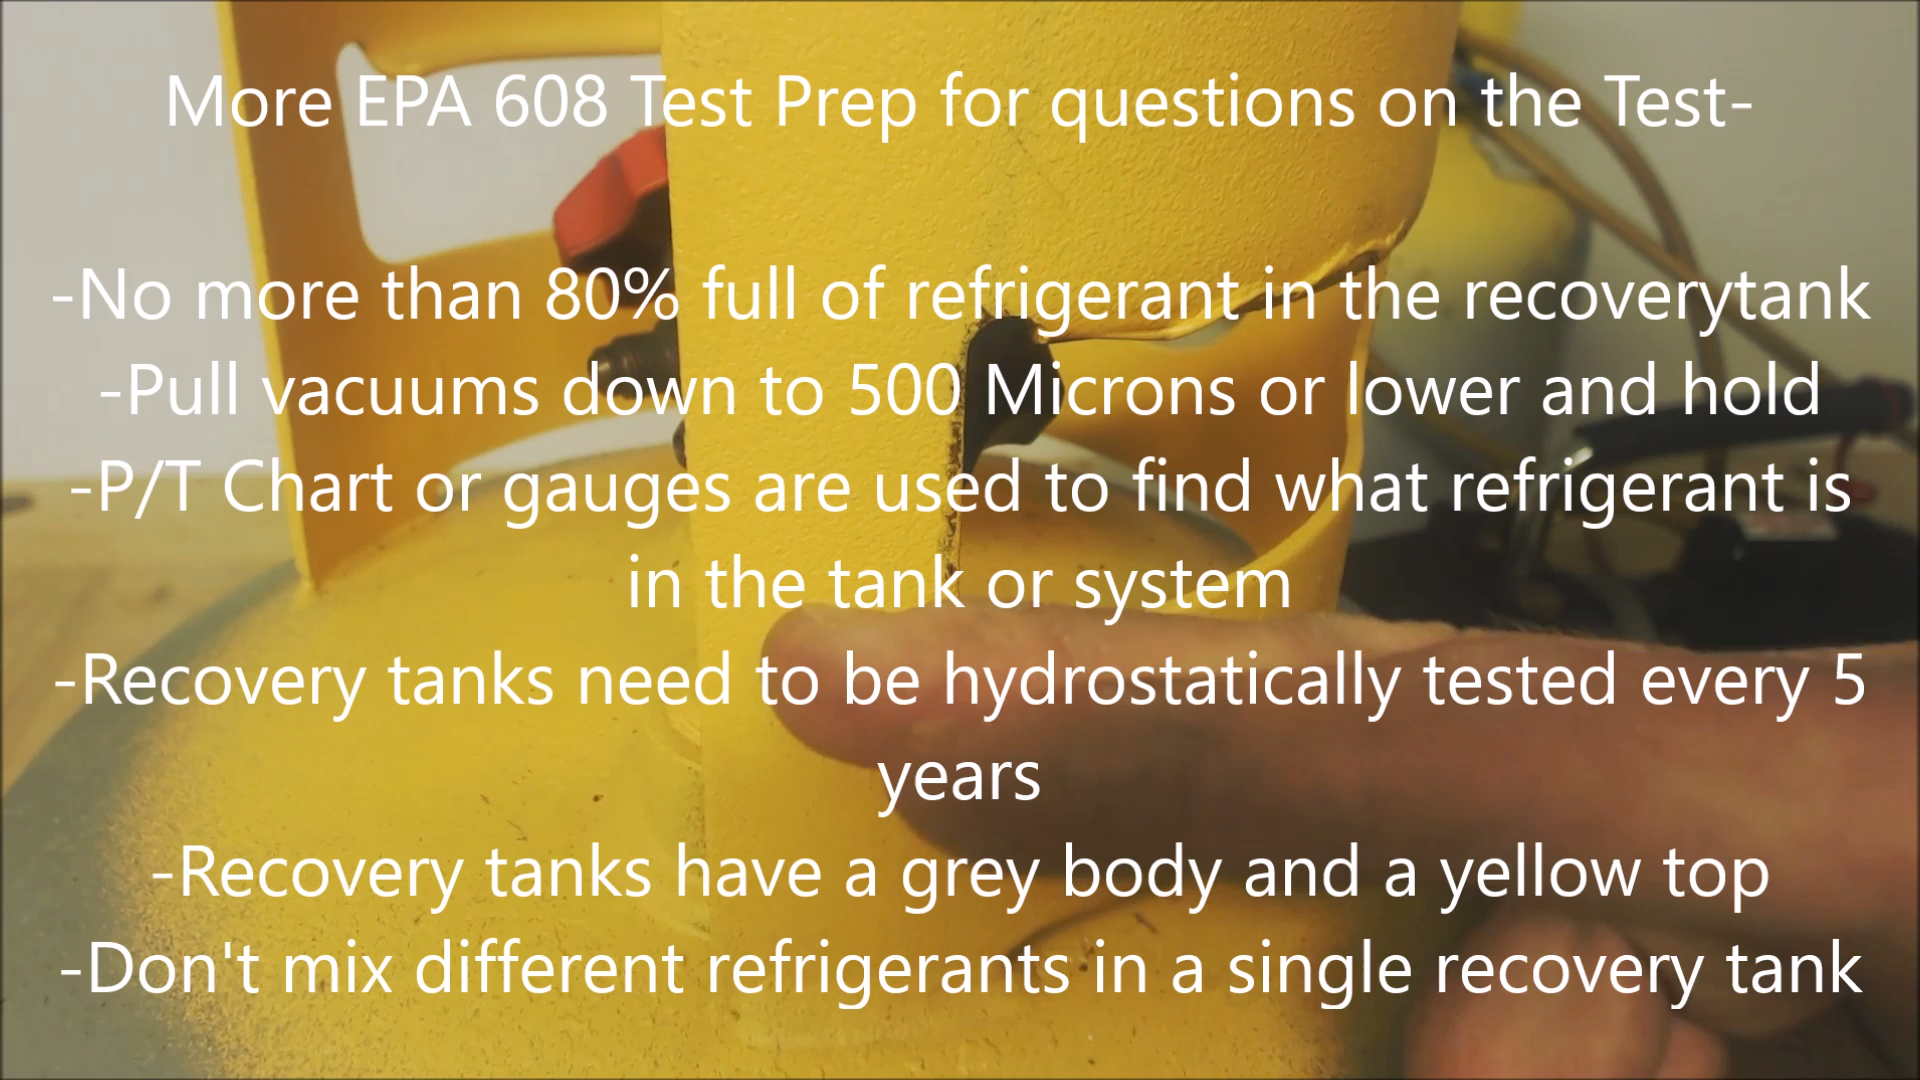 More EPA 608 Test Prep for questions on the Test-
-No more than 80% full of refrigerant in the recoverytank
-Pull vacuums down to 500 Microns or lower and hold
-P/T Chart or gauges are used to find what refrigerant is
in the tank or system
-Recovery tanks need to be hydrostatically tested every 5
years
-Recovery tanks have a grey body and a yellow top
-Don't mix different refrigerants in a single recovery tank